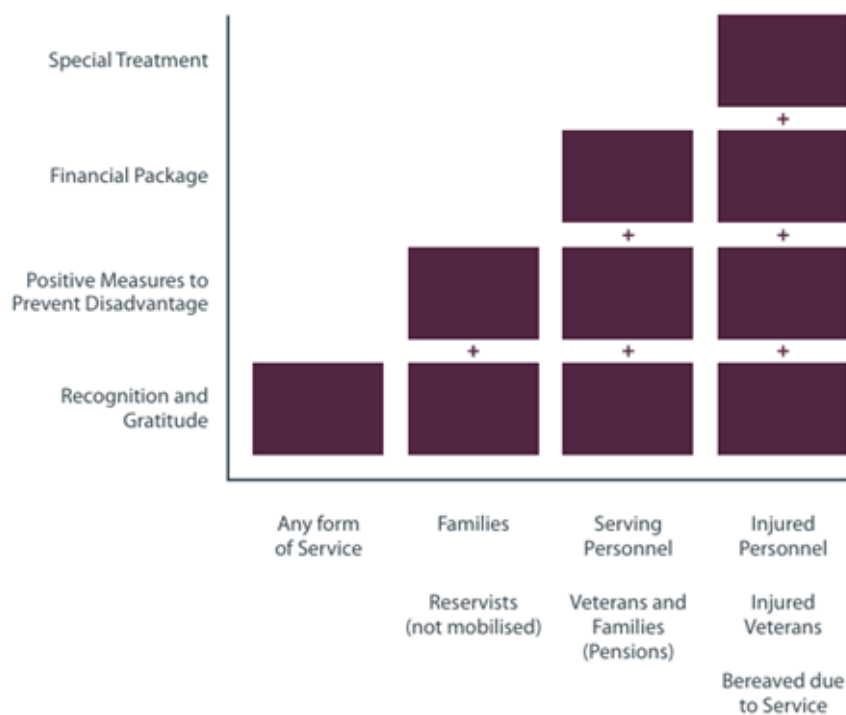 Special Treatment
+
Financial Package
+ +
Positive Measures to
Prevent Disadvantage
+ + +
Recognition and
Gratitude
Any form
of Service
Families
Serving
Personnel
Injured
Personnel
Reservists
(not mobilised)
Veterans and
Families
(Pensions)
Injured
Veterans
Bereaved due
to Service